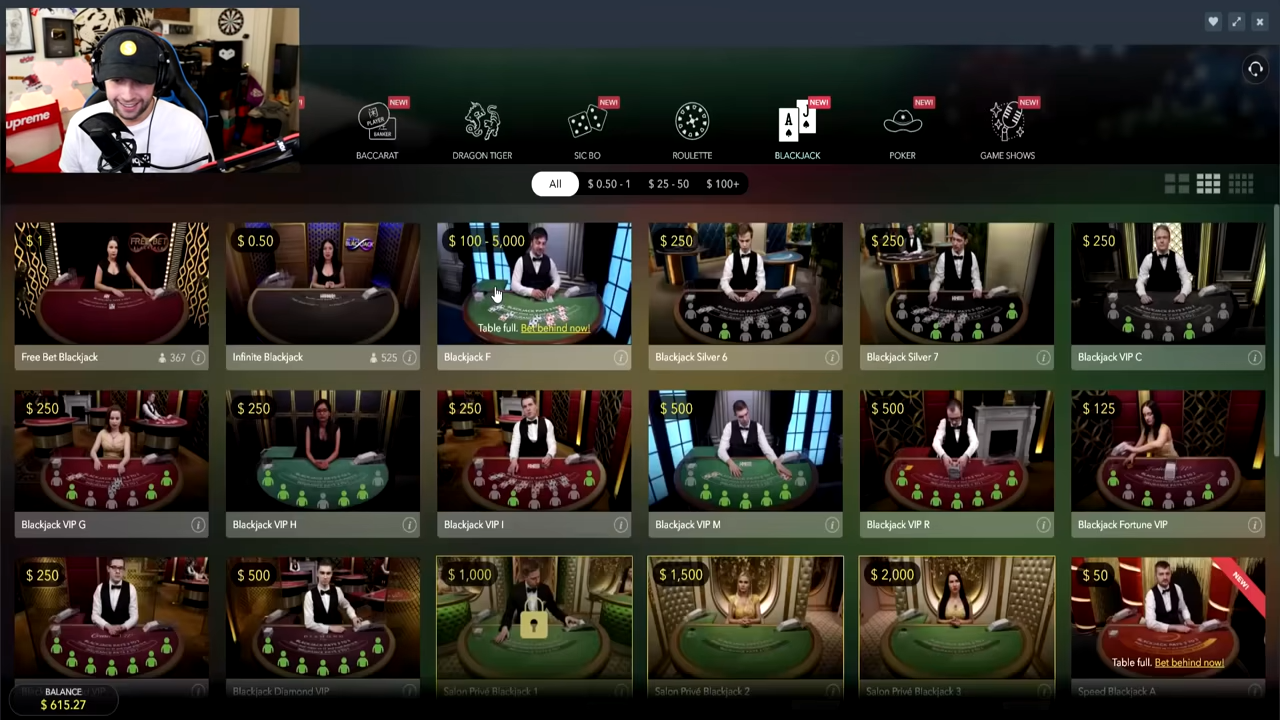 Supreme
NEW!
NEW!
NEW!
NEW!
NEW!
PLAYER
BANKER
A
J
BACCARAT
DRAGON TIGER
SIC BO
ROULETTE
BLACKJACK
POKER
GAME SHOWS
All
$ 0.50 - 1
$ 25 - 50
$ 100+
$ 1
$ 0.50
$ 100 - 5,000
$ 250
$ 250
$ 250
FREE BET
Table full. Bet behind now!
Free Bet Blackjack
367
Infinite Blackjack
525
Blackjack F
Blackjack Silver 6
Blackjack Silver 7
Blackjack VIP C
$ 250
$ 250
$ 250
$ 500
$ 500
$ 125
Blackjack VIP G
Blackjack VIP H
Blackjack VIP I
Blackjack VIP M
Blackjack VIP R
Blackjack Fortune VIP
$ 250
$ 500
$ 1,000
$ 1,500
$ 2,000
$ 50
NEW!
Table full. Bet behind now!
Blackjack Diamond VIP
Salon Privé Blackjack 1
Salon Privé Blackjack 2
Salon Privé Blackjack 3
Speed Blackjack A
BALANCE
$ 615.27